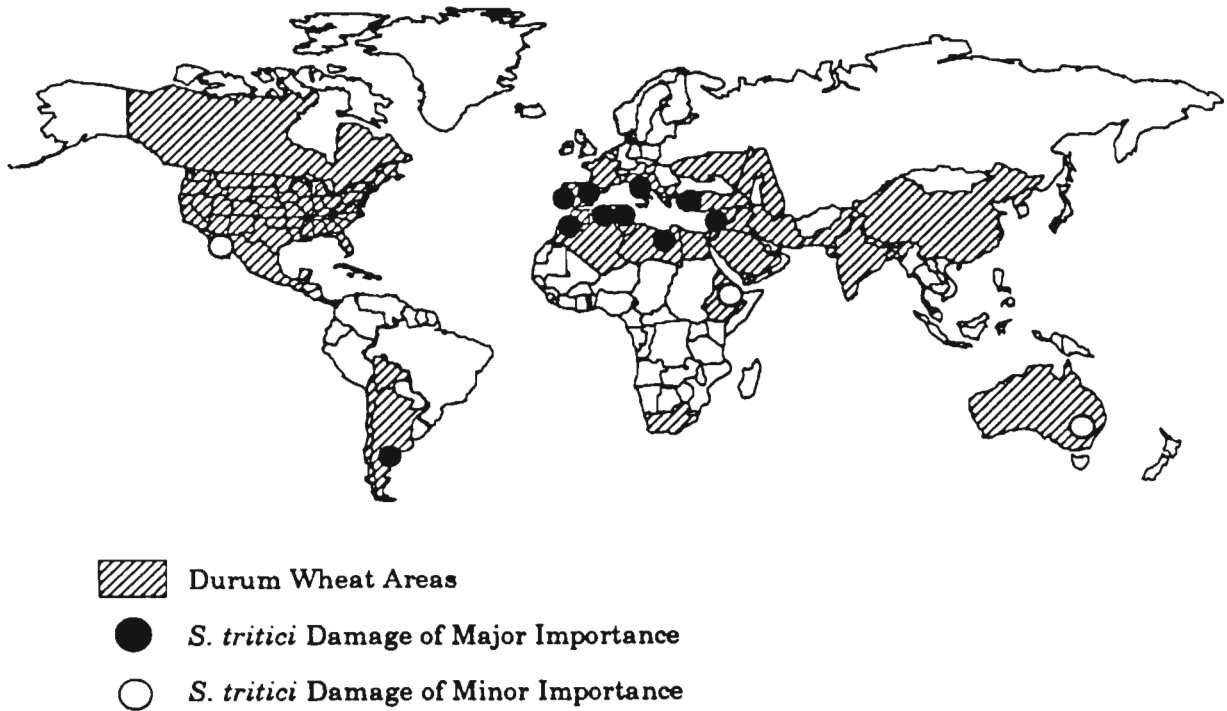 Durum Wheat Areas
S. tritici Damage of Major Importance
S. tritici Damage of Minor Importance